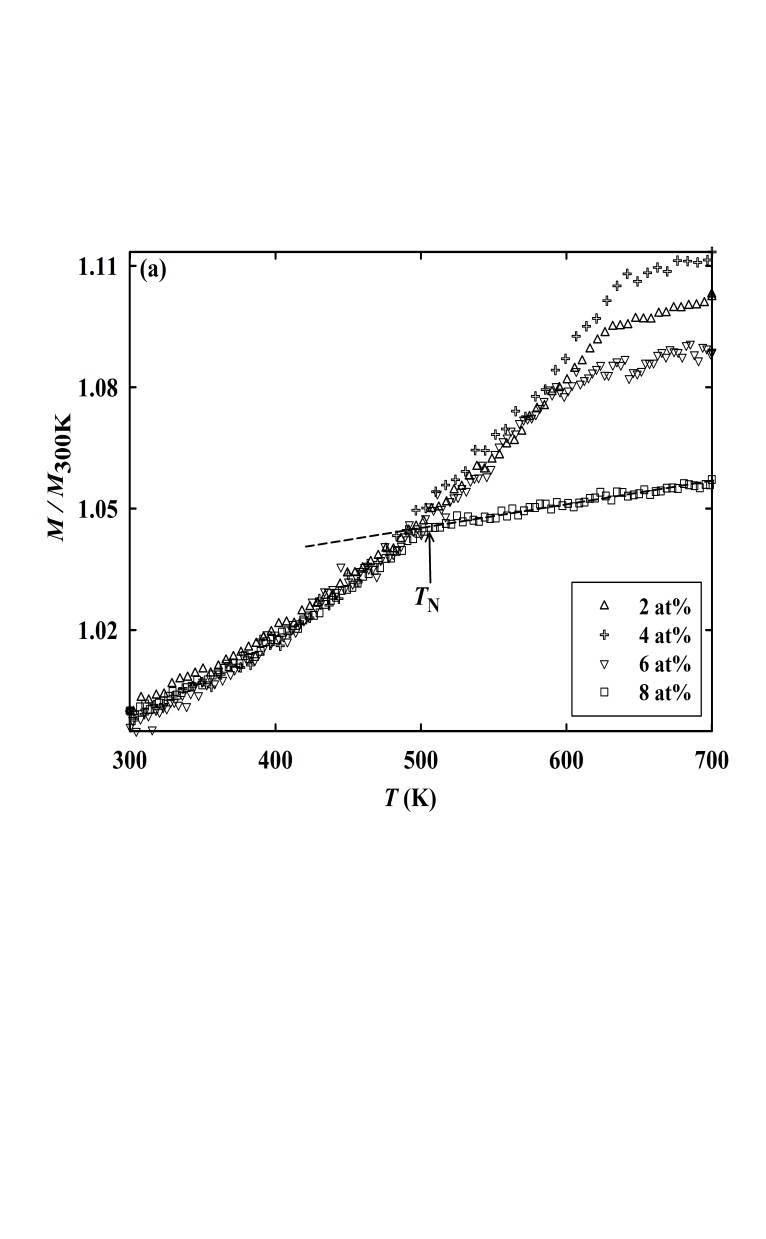 (a)
1.11
1.08
1.05
1.02
M / M300K
TN
2 at%
4 at%
6 at%
8 at%
300 400 500 600 700
T (K)